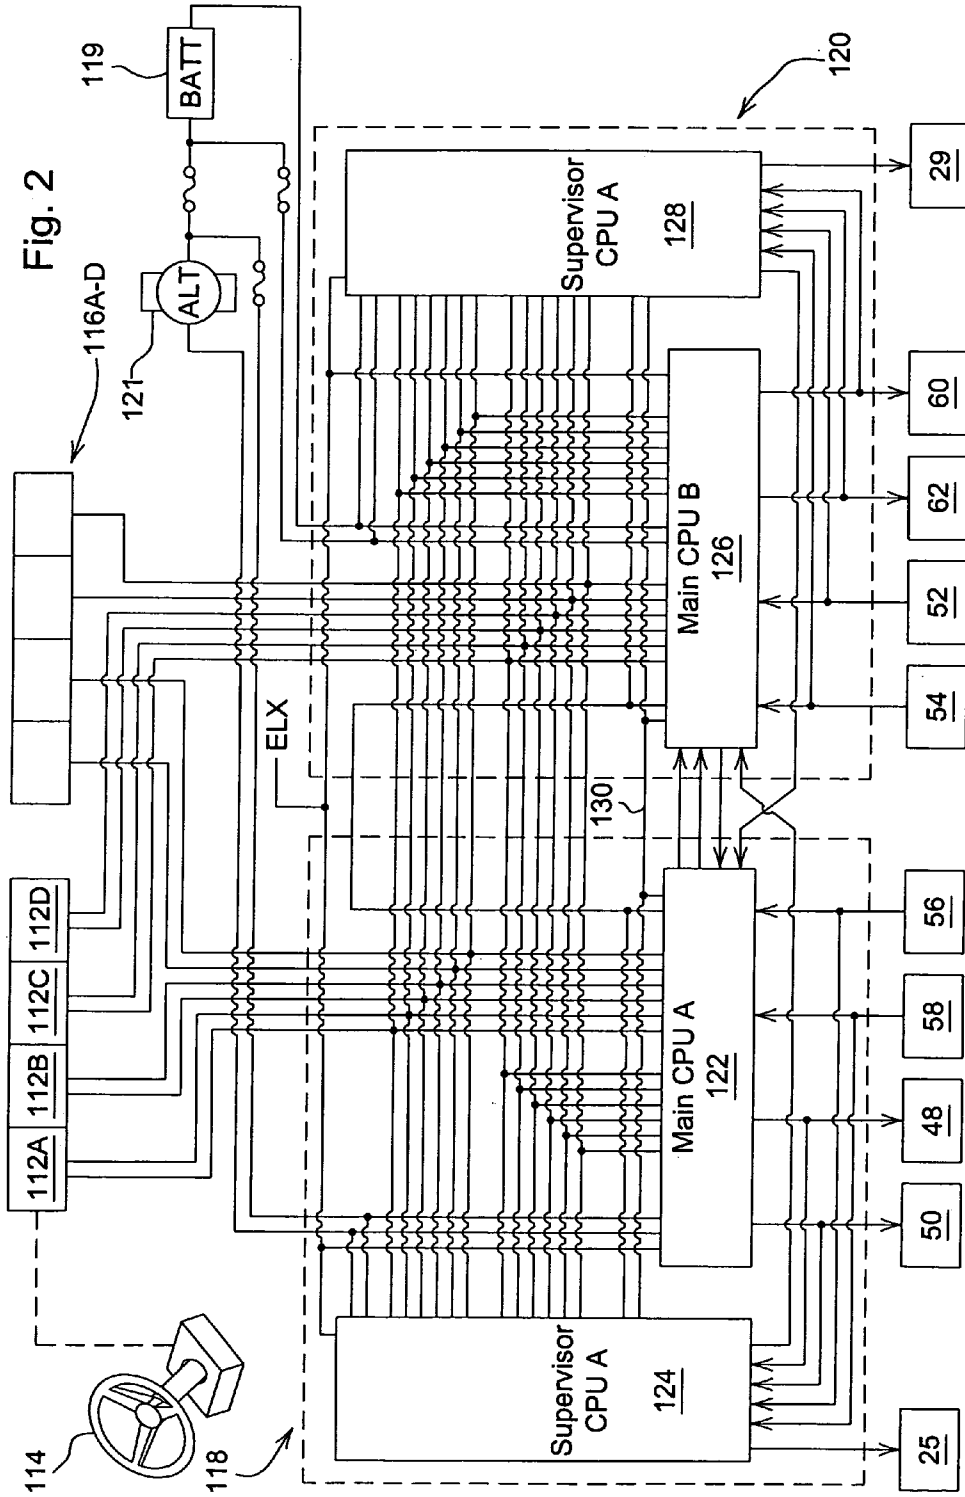 Fig. 2
114
112A
112B
112C
112D
116A-D
121
ALT
BATT
119
ELX
118
120
Supervisor
CPU A
124
Main CPU A
122
130
Main CPU B
126
Supervisor
CPU A
128
25
50
48
58
56
54
52
62
60
29